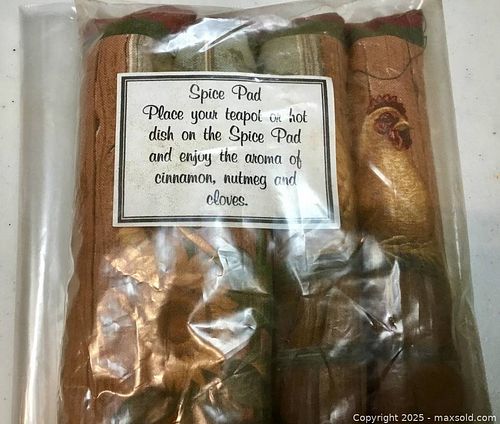 Spice Pad
Place your teapot or hot
dish on the Spice Pad
and enjoy the aroma of
cinnamon, nutmeg and
cloves.
Copyright 2025 - maxsold.com